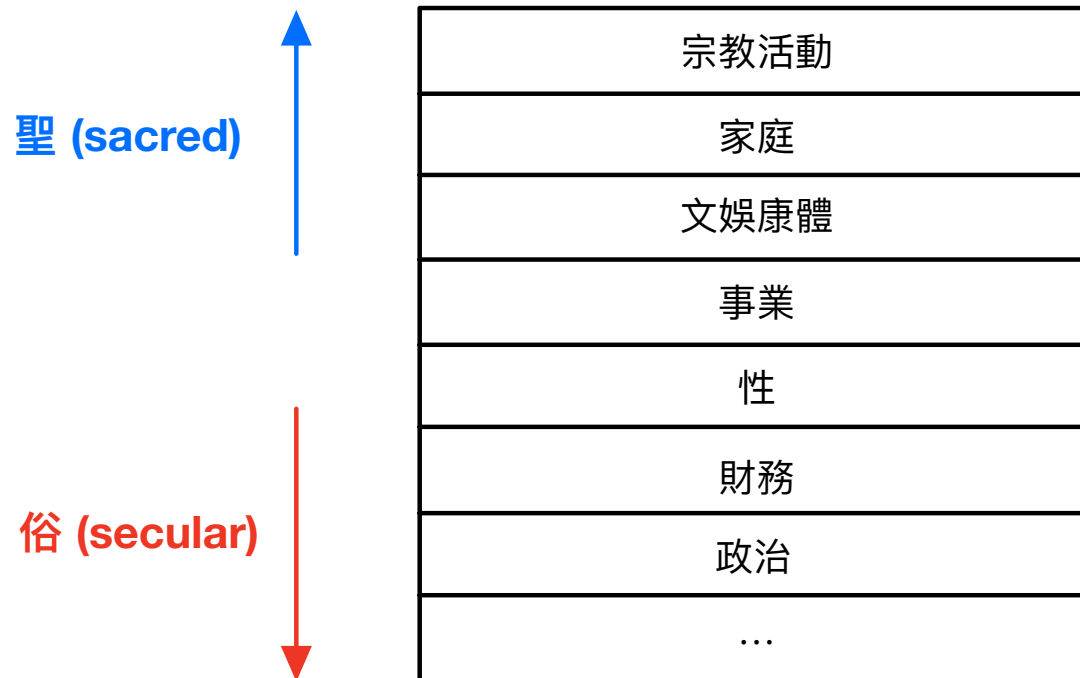 宗教活動
家庭
聖 (sacred)
文娛康體
事業
性
財務
俗 (secular)
政治
…